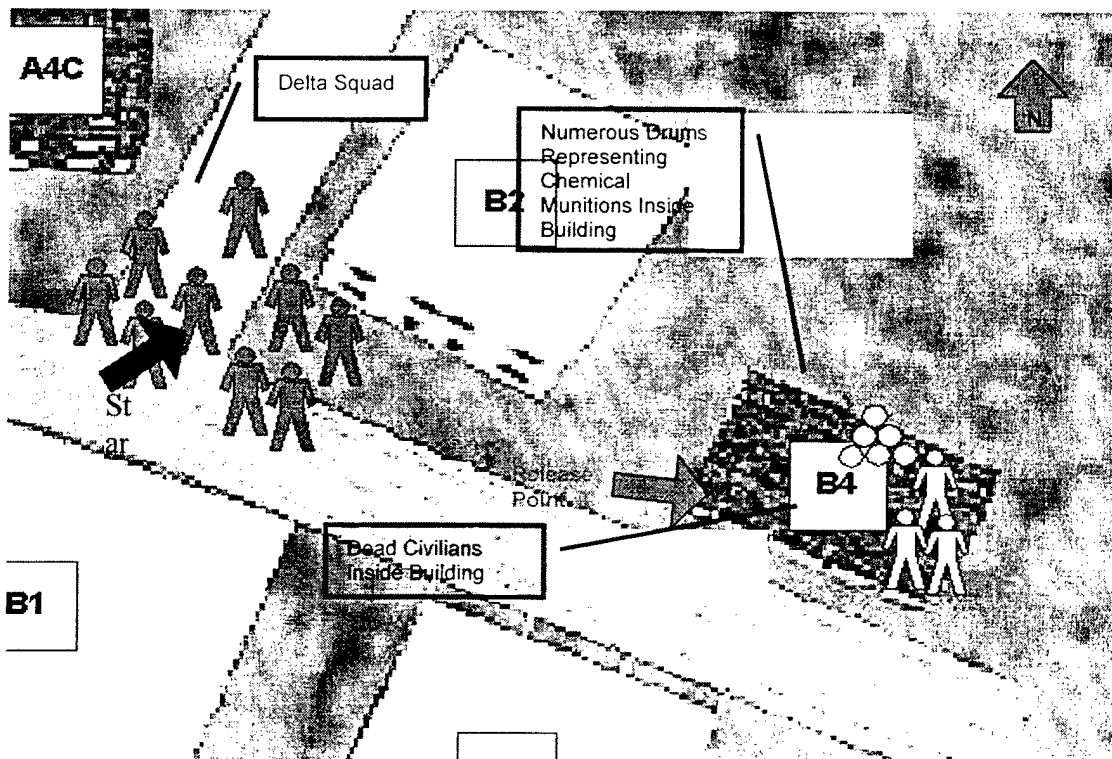 A4C
Delta Squad
N
Numerous Drums
Representing
Chemical
Munitions Inside
Building
B2
St
ar
Release
Point
B4
Dead Civilians
Inside Building
B1